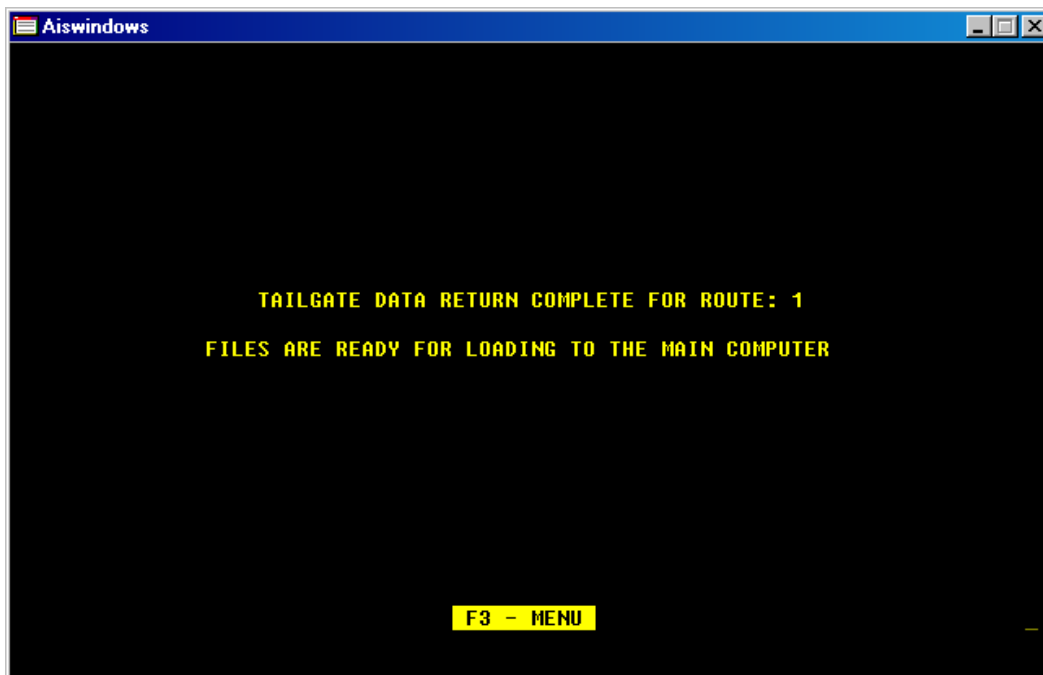 Aiswindows
TAILGATE DATA RETURN COMPLETE FOR ROUTE: 1
FILES ARE READY FOR LOADING TO THE MAIN COMPUTER
F3 - MENU